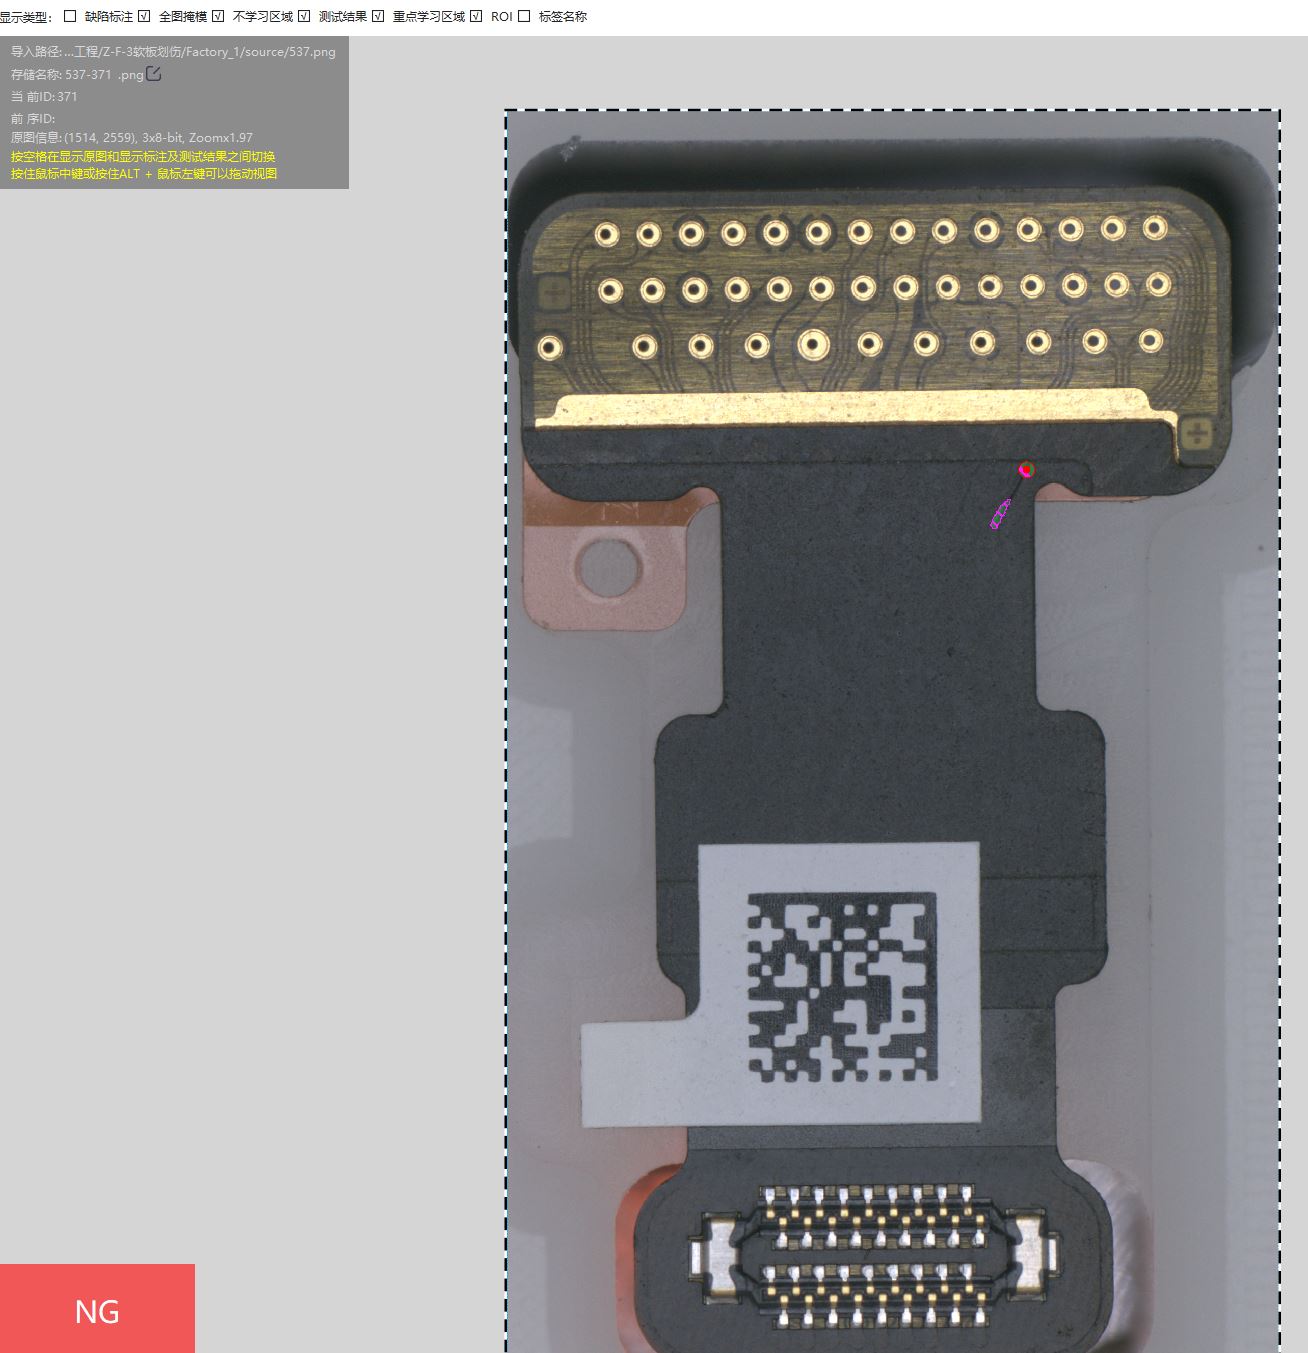 显示类型: 缺陷标注 全图掩模 不学习区域 测试结果 重点学习区域 ROI 标签名称
导入路径: ...工程/Z-F-3软板划伤/Factory_1/source/537.png
存储名称: 537-371 .png
当 前ID: 371
前 序ID:
原图信息: (1514, 2559), 3x8-bit, Zoomx1.97
按空格在显示原图和显示标注及测试结果之间切换
按住鼠标中键或按住ALT + 鼠标左键可以拖动视图
NG